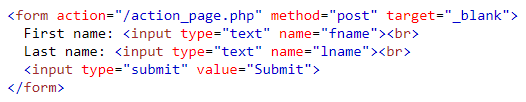 <form action="/action_page.php" method="post" target="_blank">
  First name: <input type="text" name="fname"><br>
  Last name: <input type="text" name="lname"><br>
  <input type="submit" value="Submit">
</form>